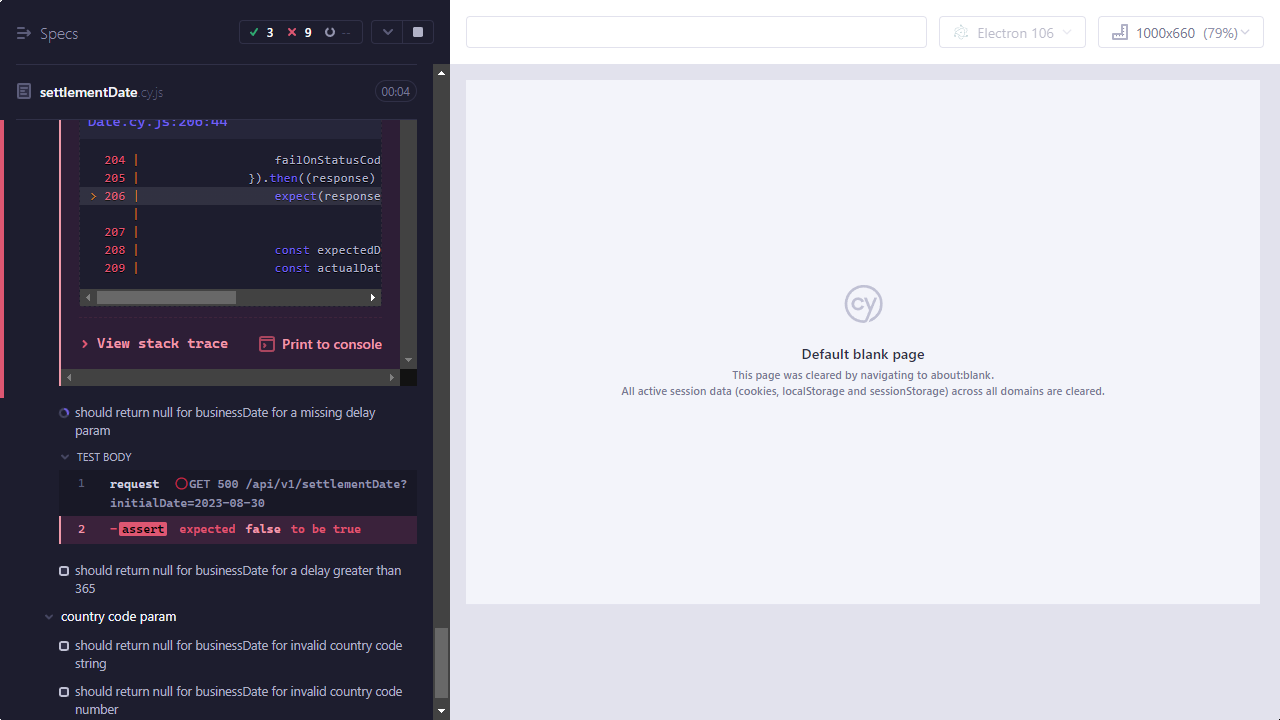 Specs
3
9
--
Electron 106
1000x660 (79%)
settlementDate.cy.js
00:04
Date.cy.js:206:44
204 | failOnStatusCod
205 | }).then((response)
> 206 | expect(response
|
207 |
208 | const expectedD
209 | const actualDat
View stack trace
Print to console
should return null for businessDate for a missing delay
param
TEST BODY
1 request GET 500 /api/v1/settlementDate?
initialDate=2023-08-30
2 -assert expected false to be true
should return null for businessDate for a delay greater than
365
country code param
should return null for businessDate for invalid country code
string
should return null for businessDate for invalid country code
number
cy
Default blank page
This page was cleared by navigating to about:blank.
All active session data (cookies, localStorage and sessionStorage) across all domains are cleared.